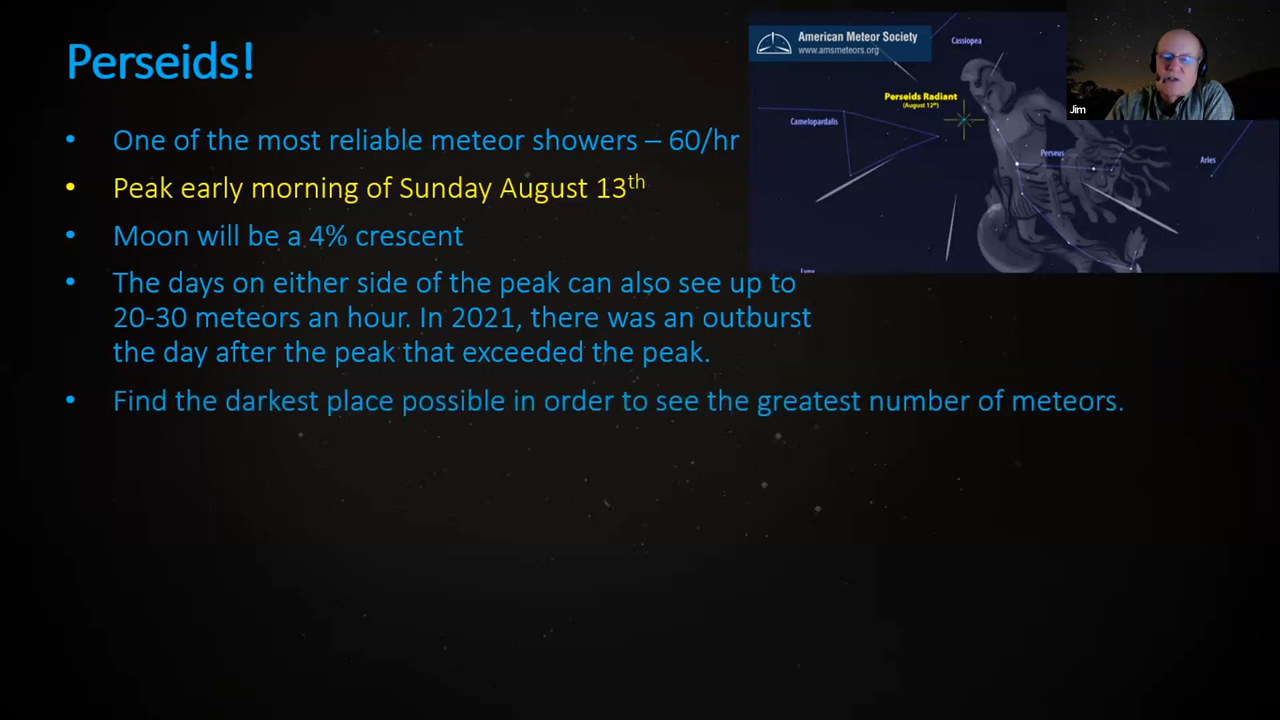 Perseids!
• One of the most reliable meteor showers – 60/hr
• Peak early morning of Sunday August 13th
• Moon will be a 4% crescent
• The days on either side of the peak can also see up to
20-30 meteors an hour. In 2021, there was an outburst
the day after the peak that exceeded the peak.
• Find the darkest place possible in order to see the greatest number of meteors.
American Meteor Society
www.amsmeteors.org
Cassiopea
Perseids Radiant
(August 12th)
Camelopardalis
Perseus
Aries
Jim